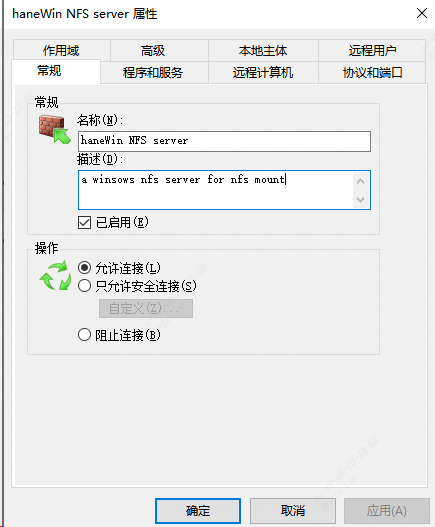 haneWin NFS server 属性
作用域 高级 本地主体 远程用户
常规 程序和服务 远程计算机 协议和端口
常规
名称(N):
haneWin NFS server
描述(D):
a winsows nfs server for nfs mount
已启用(E)
操作
允许连接(L)
只允许安全连接(S)
自定义(Z)...
阻止连接(B)
确定 取消 应用(A)